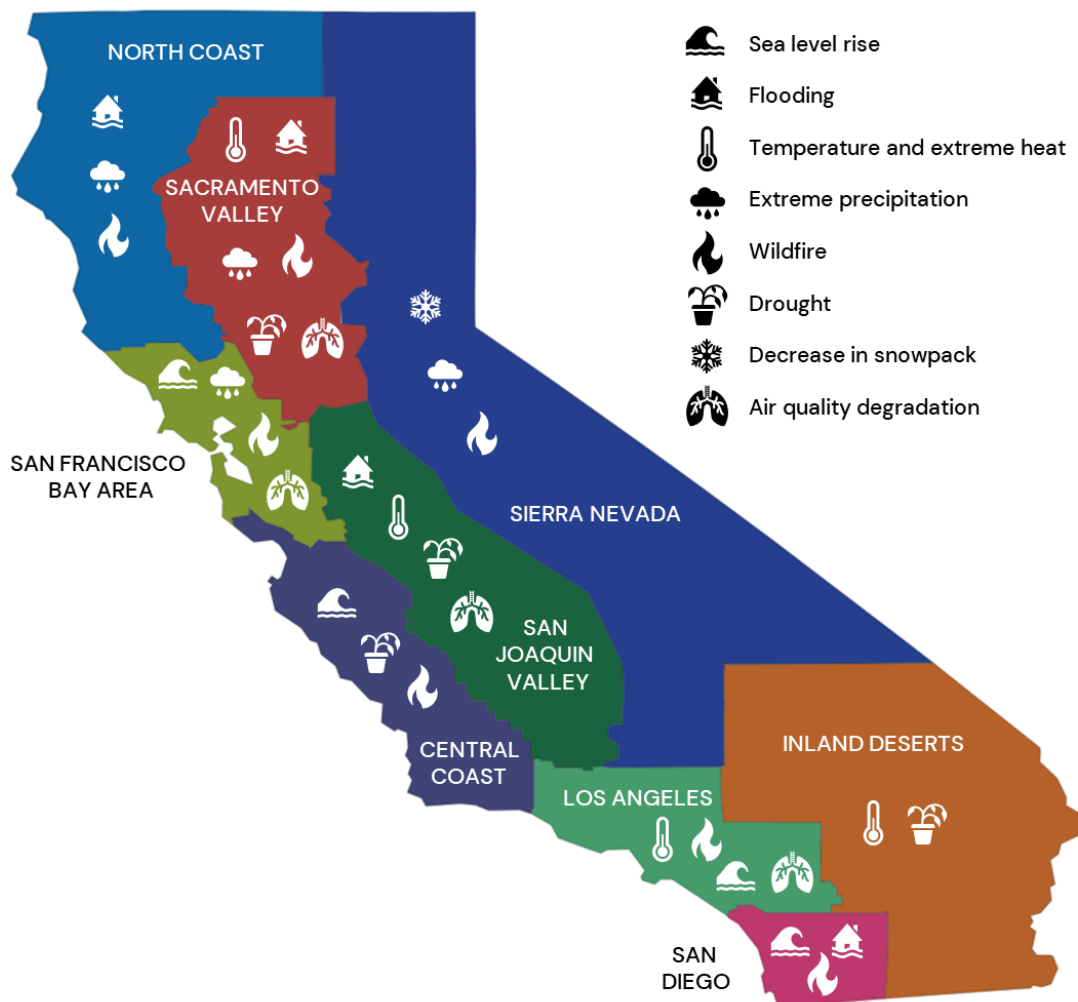 NORTH COAST
SACRAMENTO
VALLEY
SAN FRANCISCO
BAY AREA
SIERRA NEVADA
SAN
JOAQUIN
VALLEY
CENTRAL
COAST
INLAND DESERTS
LOS ANGELES
SAN
DIEGO
Sea level rise
Flooding
Temperature and extreme heat
Extreme precipitation
Wildfire
Drought
Decrease in snowpack
Air quality degradation